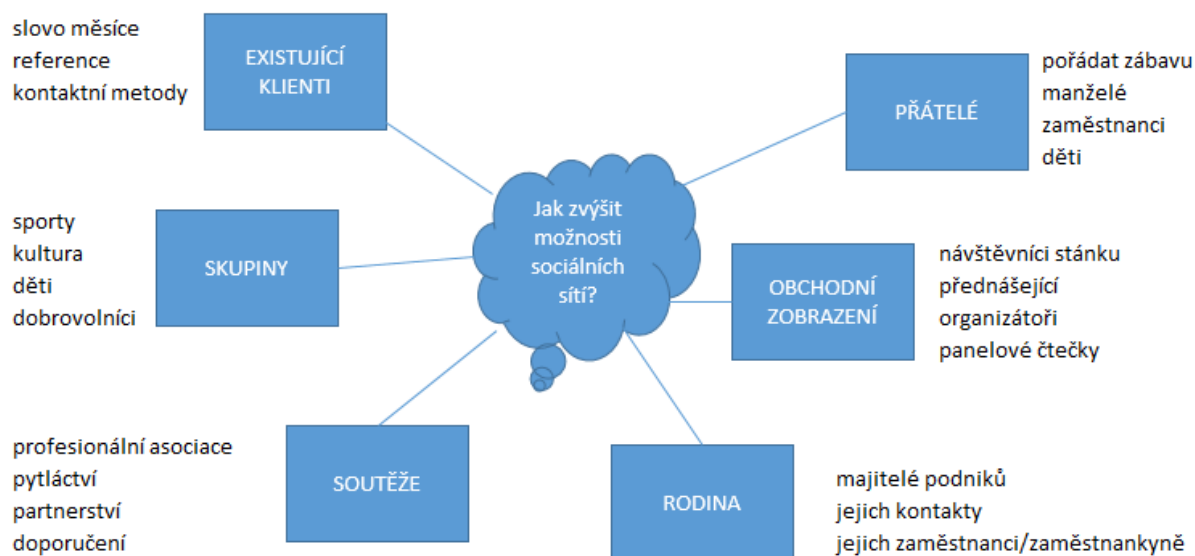 slovo měsíce
reference
kontaktní metody
EXISTUJÍCÍ
KLIENTI
PŘÁTELÉ
pořádat zábavu
manželé
zaměstnanci
děti
Jak zvýšit
možnosti
sociálních
sítí?
sporty
kultura
děti
dobrovolníci
SKUPINY
OBCHODNÍ
ZOBRAZENÍ
návštěvníci stánku
přednášející
organizátoři
panelové čtečky
profesionální asociace
pytláctví
partnerství
doporučení
SOUTĚŽE
RODINA
majitelé podniků
jejich kontakty
jejich zaměstnanci/zaměstnankyně